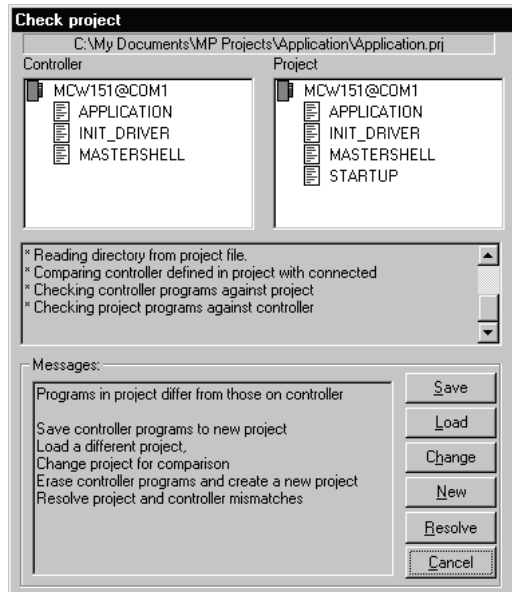 Check project
C:\My Documents\MP Projects\Application\Application.prj
Controller
Project
MCW151@COM1
APPLICATION
INIT_DRIVER
MASTERSHELL
MCW151@COM1
APPLICATION
INIT_DRIVER
MASTERSHELL
STARTUP
* Reading directory from project file.
* Comparing controller defined in project with connected
* Checking controller programs against project
* Checking project programs against controller
Messages:
Programs in project differ from those on controller
Save controller programs to new project
Load a different project,
Change project for comparison
Erase controller programs and create a new project
Resolve project and controller mismatches
Save
Load
Change
New
Resolve
Cancel